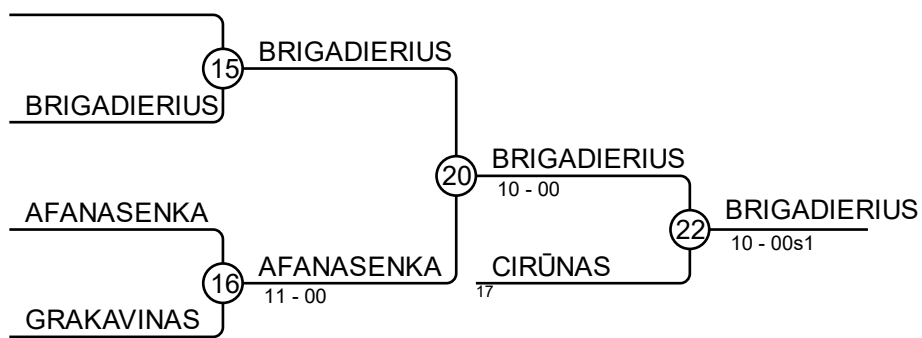 BRIGADIERIUS
15
BRIGADIERIUS
BRIGADIERIUS
20
10 - 00
BRIGADIERIUS
AFANASENKA
22
10 - 00s1
AFANASENKA
CIRŪNAS
16
11 - 00
17
GRAKAVINAS